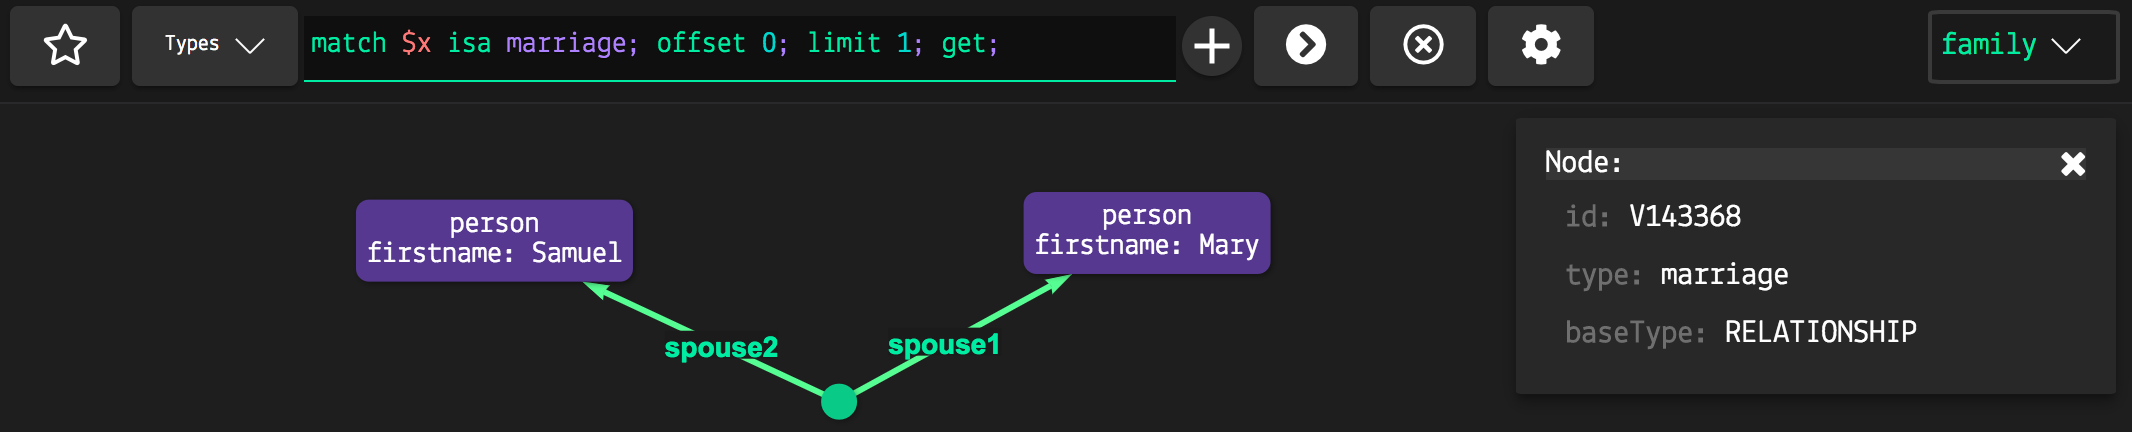 Types
match $x isa marriage; offset 0; limit 1; get;
family
Node:
id: V143368
type: marriage
baseType: RELATIONSHIP
person
firstname: Samuel
person
firstname: Mary
spouse2
spouse1